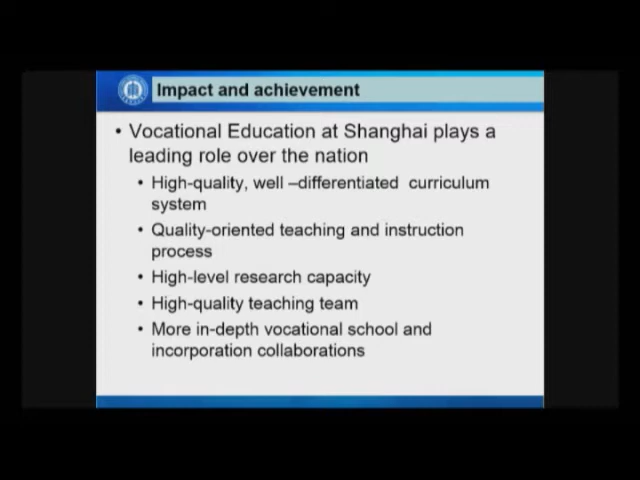 Impact and achievement
• Vocational Education at Shanghai plays a
leading role over the nation
• High-quality, well –differentiated curriculum
system
• Quality-oriented teaching and instruction
process
• High-level research capacity
• High-quality teaching team
• More in-depth vocational school and
incorporation collaborations